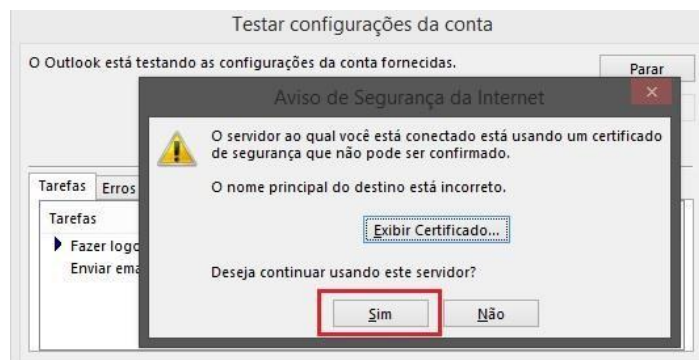 Testar configurações da conta
O Outlook está testando as configurações da conta fornecidas.
Parar
Aviso de Segurança da Internet
O servidor ao qual você está conectado está usando um certificado
de segurança que não pode ser confirmado.
O nome principal do destino está incorreto.
Exibir Certificado...
Deseja continuar usando este servidor?
Sim Não
Tarefas Erros
Tarefas
Fazer logo
Enviar ema